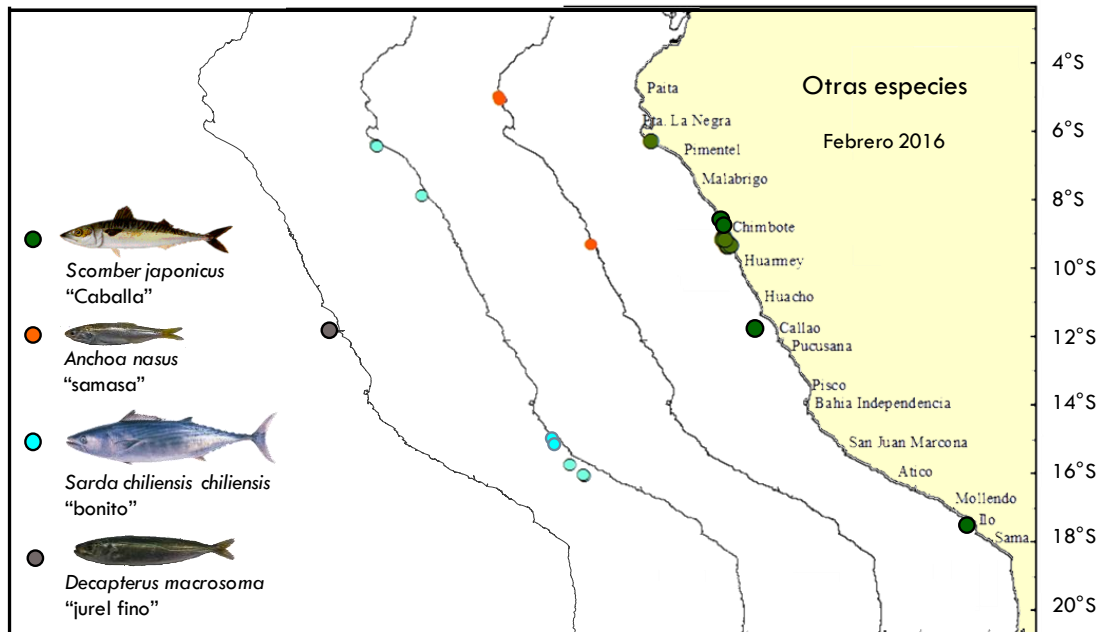 Otras especies
Febrero 2016
4°S
6°S
8°S
10°S
12°S
14°S
16°S
18°S
20°S
Paita
Pta. La Negra
Pimentel
Malabrigo
Chimbote
Huarmey
Huacho
Callao
Pucusana
Pisco
Bahia Independencia
San Juan Marcona
Atico
Mollendo
Ilo
Sama
Scomber japonicus
“Caballa”
Anchoa nasus
“samasa”
Sarda chiliensis chiliensis
“bonito”
Decapterus macrosoma
“jurel fino”